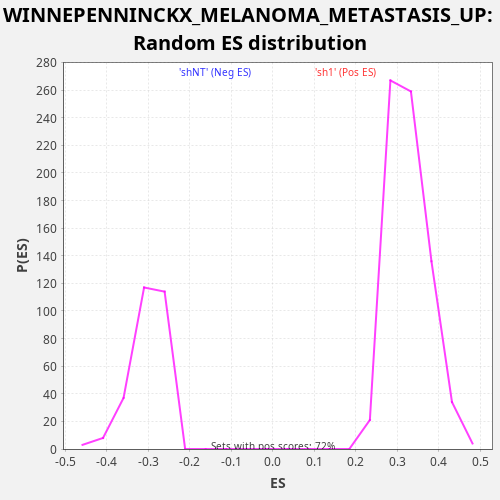 WINNEPENNINCKX_MELANOMA_METASTASIS_UP:
Random ES distribution
'shNT' (Neg ES)
'sh1' (Pos ES)
280
260
240
220
200
180
160
140
120
100
80
60
40
20
0
P(ES)
Sets with pos scores: 72%
-0.5 -0.4 -0.3 -0.2 -0.1 0.0 0.1 0.2 0.3 0.4 0.5
ES